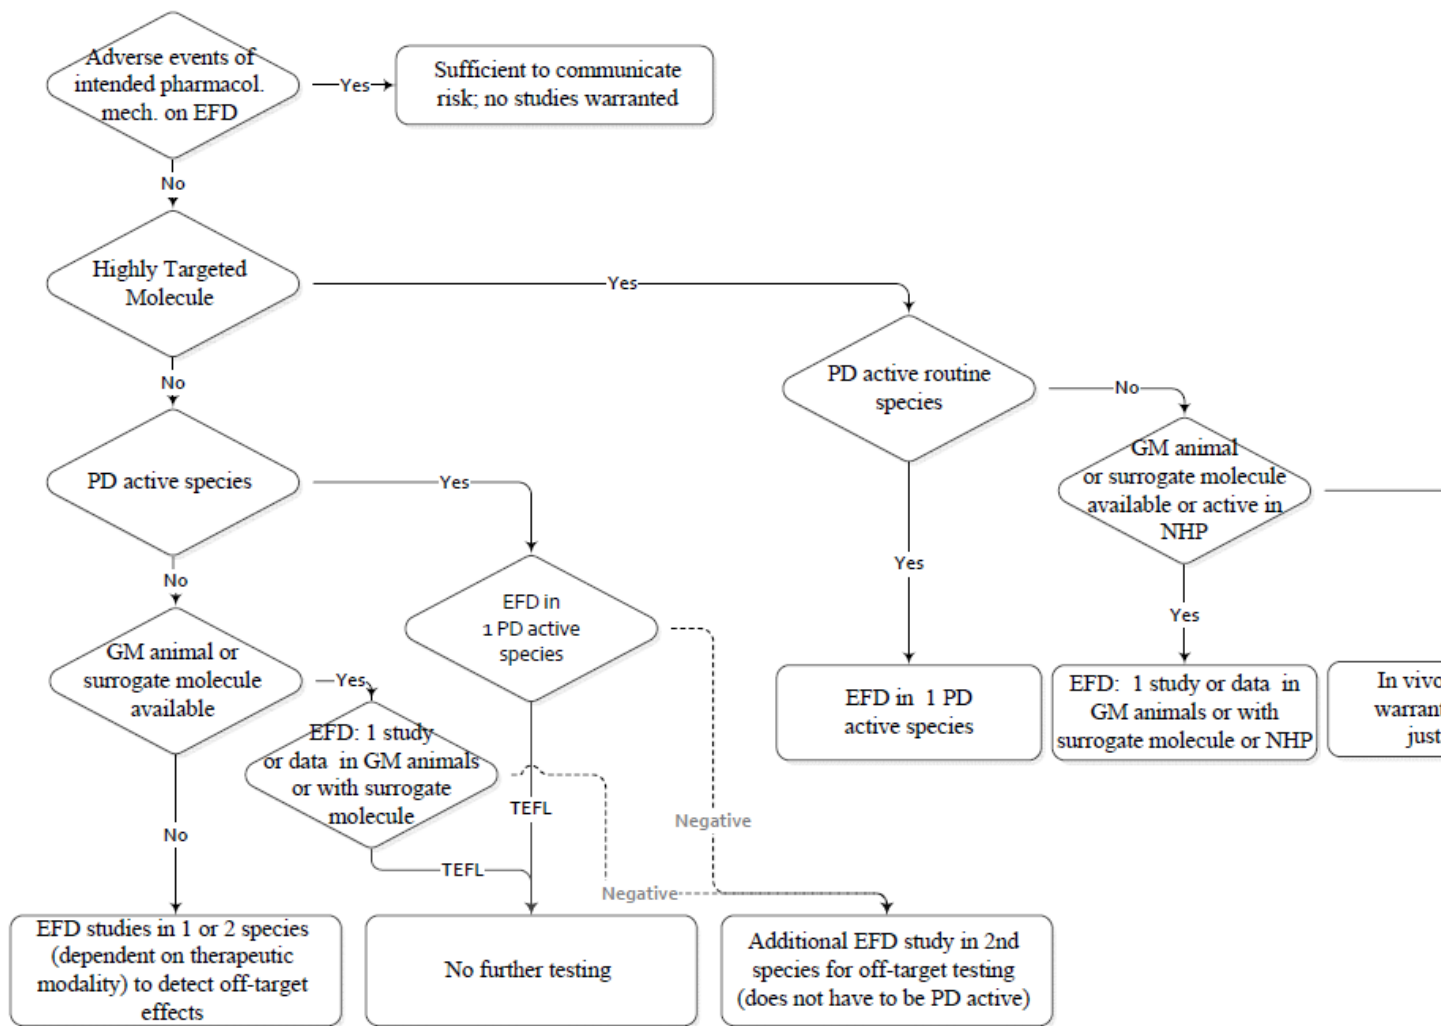 Adverse events of
intended pharmacol.
mech. on EFD
Yes
Sufficient to communicate
risk; no studies warranted
No
Highly Targeted
Molecule
Yes
No
PD active routine
species
No
PD active species
Yes
GM animal
or surrogate molecule
available or active in
NHP
No
Yes
EFD in
1 PD active
species
Yes
GM animal or
surrogate molecule
available
Yes
EFD in 1 PD
active species
EFD: 1 study or data in
GM animals or with
surrogate molecule or NHP
In vivo
warrant
just
EFD: 1 study
or data in GM animals
or with surrogate
molecule
TEFL
Negative
No
TEFL
Negative
EFD studies in 1 or 2 species
(dependent on therapeutic
modality) to detect off-target
effects
No further testing
Additional EFD study in 2nd
species for off-target testing
(does not have to be PD active)